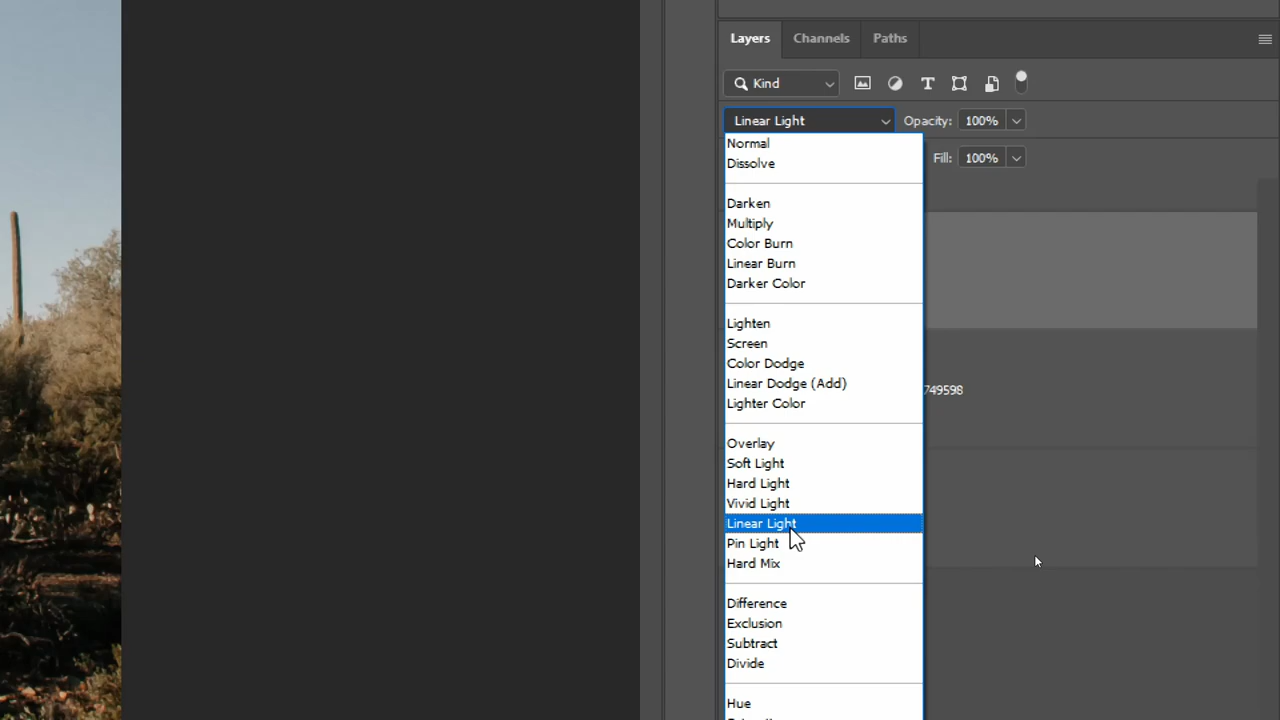 Layers Channels Paths
Kind
Linear Light Opacity: 100%
Normal
Dissolve Fill: 100%
Darken
Multiply
Color Burn
Linear Burn
Darker Color
Lighten
Screen
Color Dodge
Linear Dodge (Add) 749598
Lighter Color
Overlay
Soft Light
Hard Light
Vivid Light
Linear Light
Pin Light
Hard Mix
Difference
Exclusion
Subtract
Divide
Hue